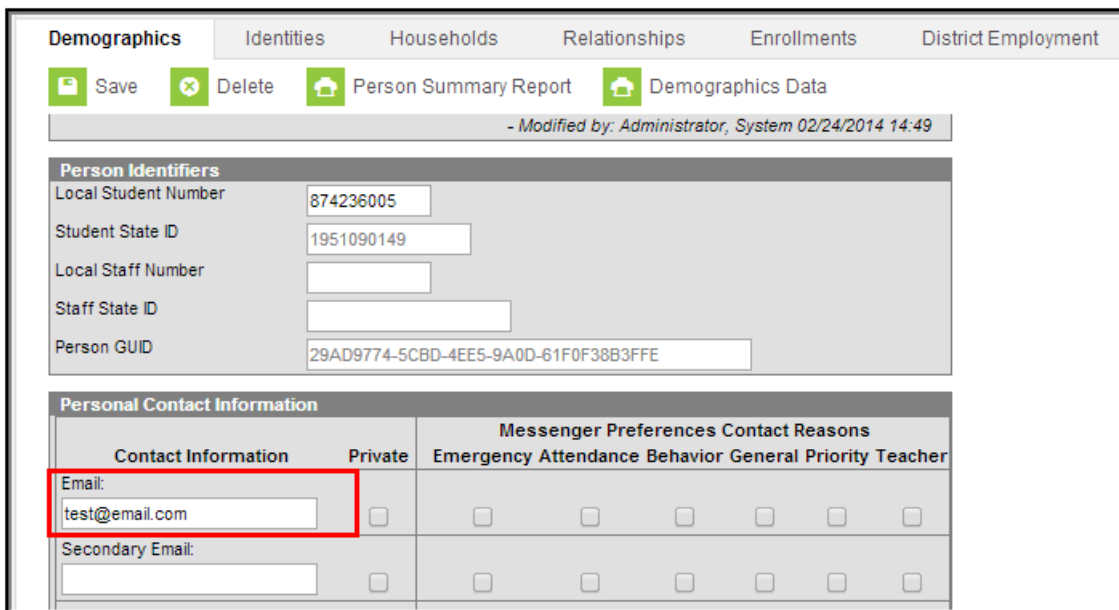 Demographics Identities Households Relationships Enrollments District Employment
Save Delete Person Summary Report Demographics Data
- Modified by: Administrator, System 02/24/2014 14:49
Person Identifiers
Local Student Number 874236005
Student State ID 1951090149
Local Staff Number
Staff State ID
Person GUID 29AD9774-5CBD-4EE5-9A0D-61F0F38B3FFE
Personal Contact Information
Messenger Preferences Contact Reasons
Contact Information Private Emergency Attendance Behavior General Priority Teacher
Email:
test@email.com
Secondary Email: